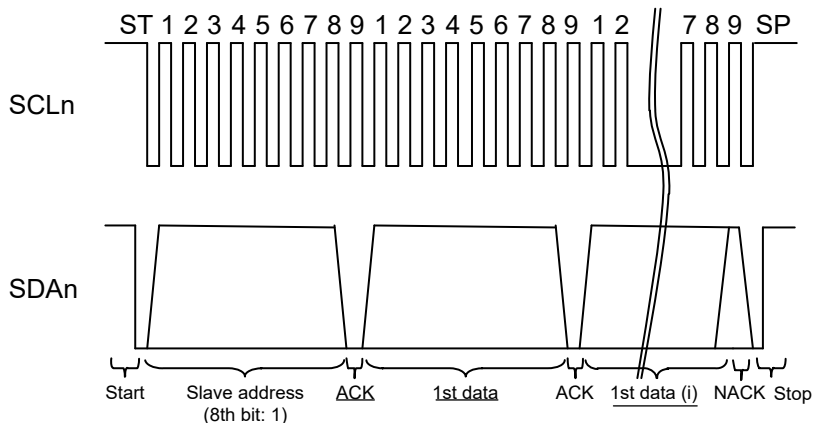 ST 1 2 3 4 5 6 7 8 9 1 2 3 4 5 6 7 8 9 1 2 7 8 9 SP
SCLn
SDAn
Start Slave address ACK 1st data ACK 1st data (i) NACK Stop
(8th bit: 1)